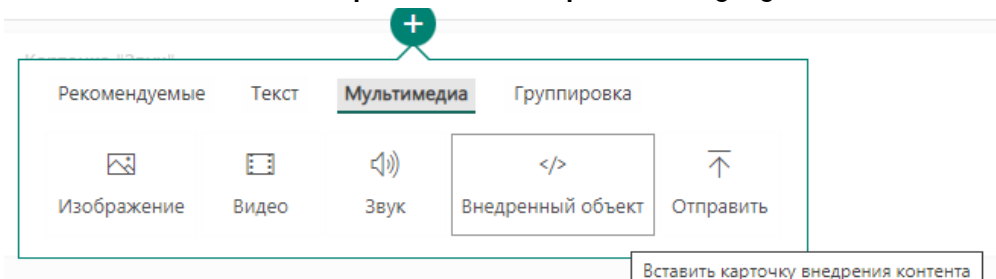 Рекомендуемые Текст Мультимедиа Группировка
Изображение Видео Звук Внедренный объект Отправить
Вставить карточку внедрения контента